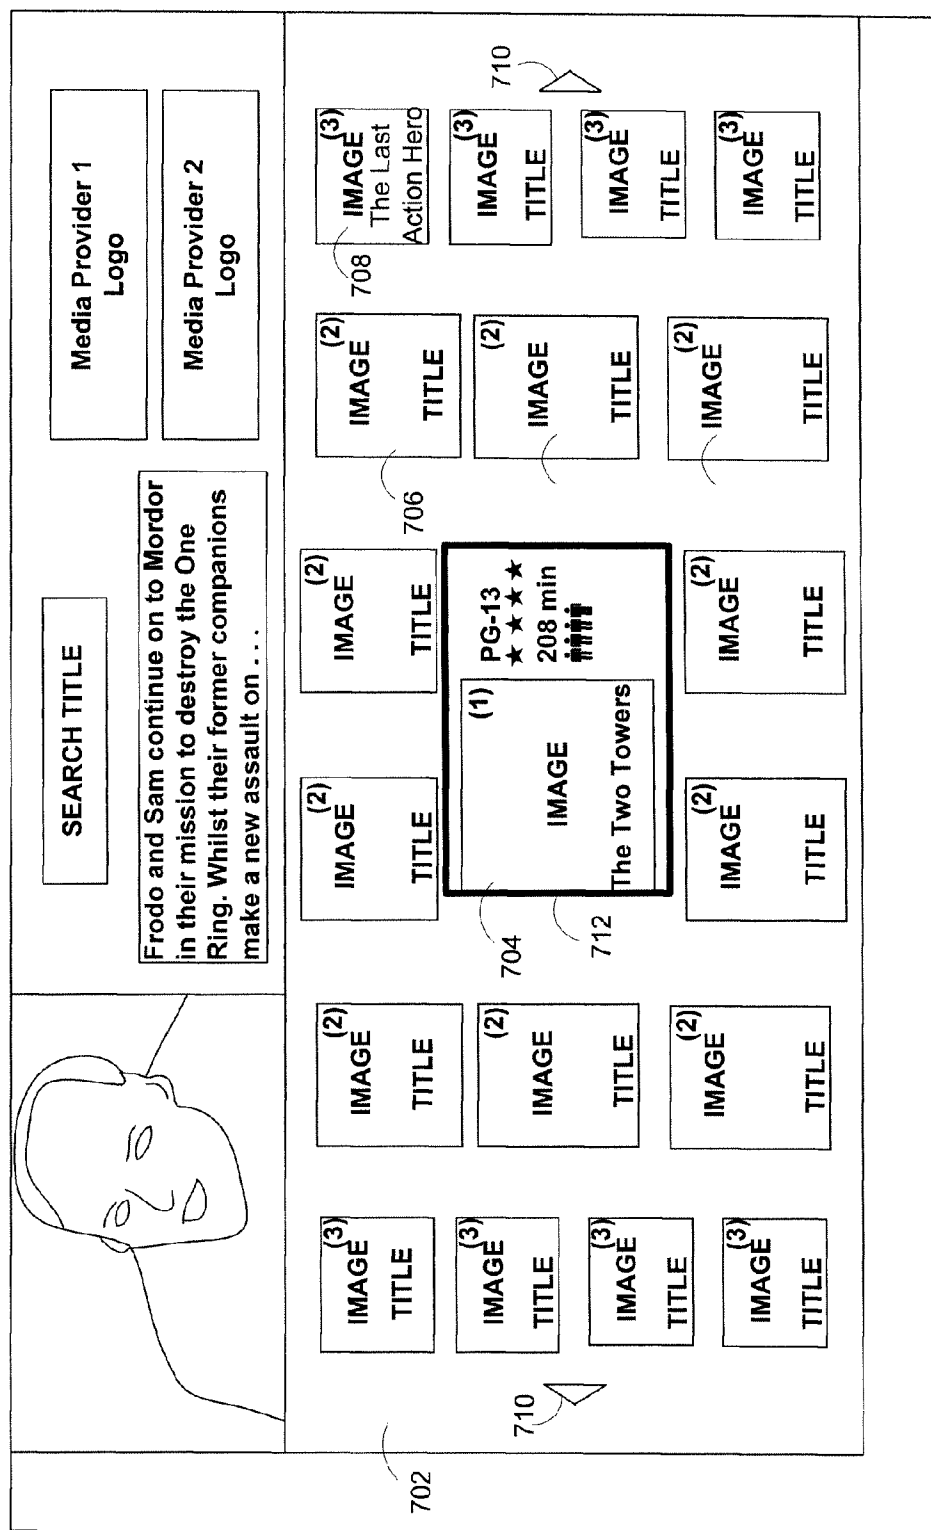 SEARCH TITLE
Frodo and Sam continue on to Mordor
in their mission to destroy the One
Ring. Whilst their former companions
make a new assault on . . .
Media Provider 1
Logo
Media Provider 2
Logo
702
710
(3)
IMAGE
TITLE
(3)
IMAGE
TITLE
(3)
IMAGE
TITLE
(3)
IMAGE
TITLE
(2)
IMAGE
TITLE
(2)
IMAGE
TITLE
(2)
IMAGE
TITLE
(2)
IMAGE
TITLE
(2)
IMAGE
TITLE
704
712
(1)
IMAGE
The Two Towers
PG-13
★ ★ ★ ★
208 min
(2)
IMAGE
TITLE
(2)
IMAGE
TITLE
706
(2)
IMAGE
TITLE
(2)
IMAGE
TITLE
(2)
IMAGE
TITLE
708
(3)
IMAGE
The Last
Action Hero
(3)
IMAGE
TITLE
(3)
IMAGE
TITLE
(3)
IMAGE
TITLE
710